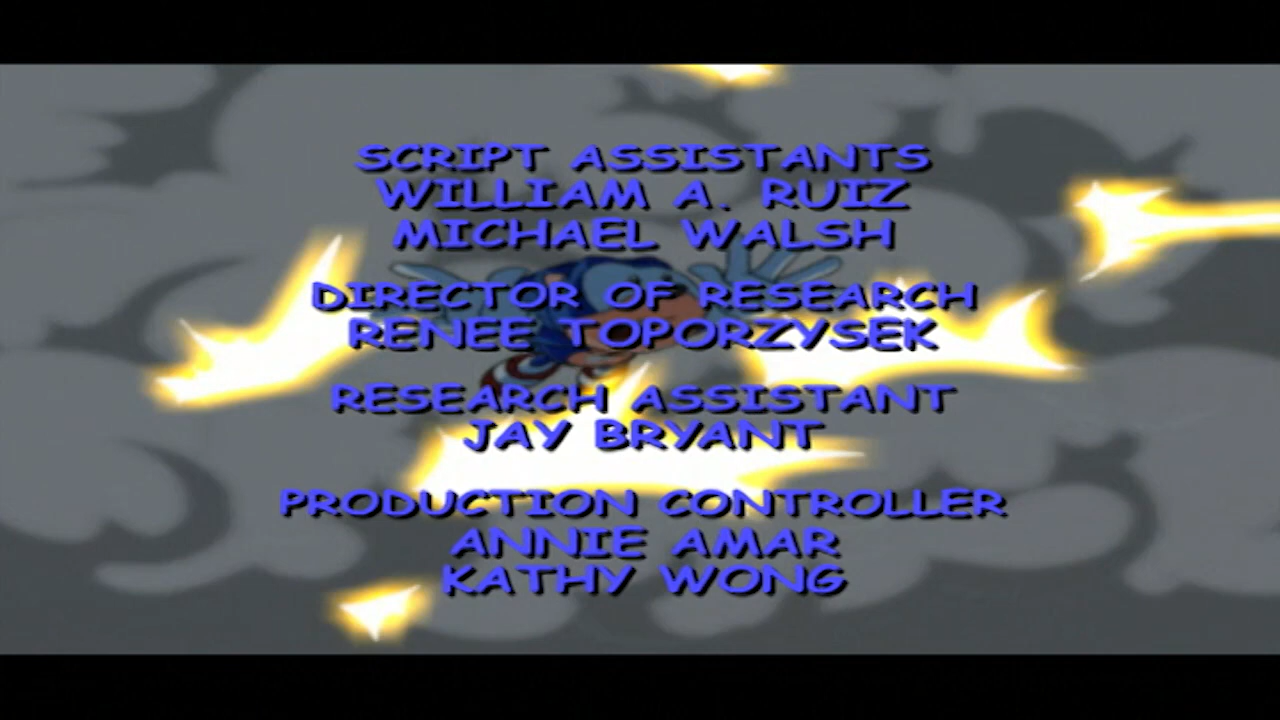 SCRIPT ASSISTANTS
WILLIAM A. RUIZ
MICHAEL WALSH
DIRECTOR OF RESEARCH
RENEE TOPORZYSEK
RESEARCH ASSISTANT
JAY BRYANT
PRODUCTION CONTROLLER
ANNIE AMAR
KATHY WONG